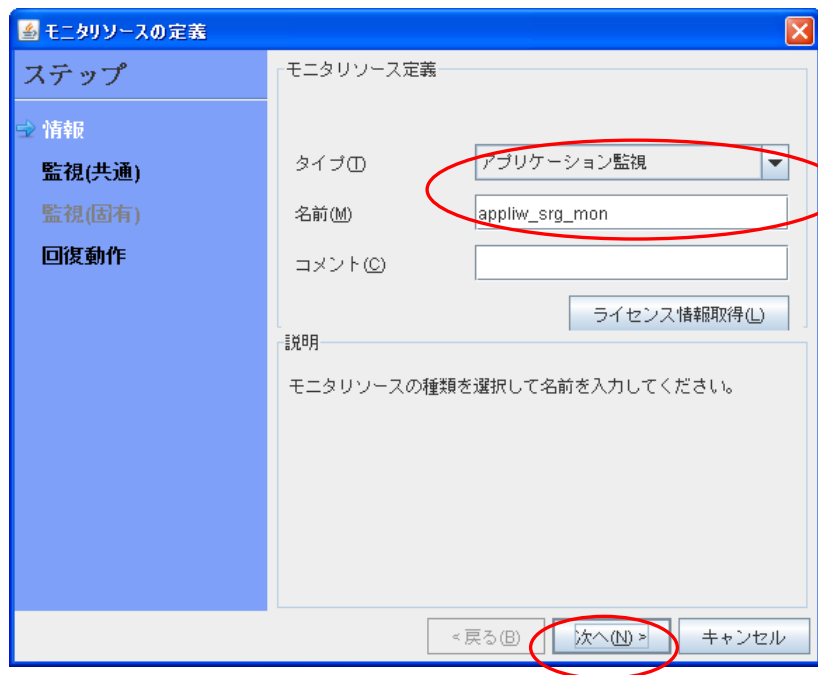 モニタリソースの定義
ステップ
情報
監視(共通)
監視(固有)
回復動作
モニタリソース定義
タイプ(T) アプリケーション監視
名前(M) appliw_srg_mon
コメント(C)
ライセンス情報取得(L)
説明
モニタリソースの種類を選択して名前を入力してください。
<戻る(B) 次へ(N)> キャンセル